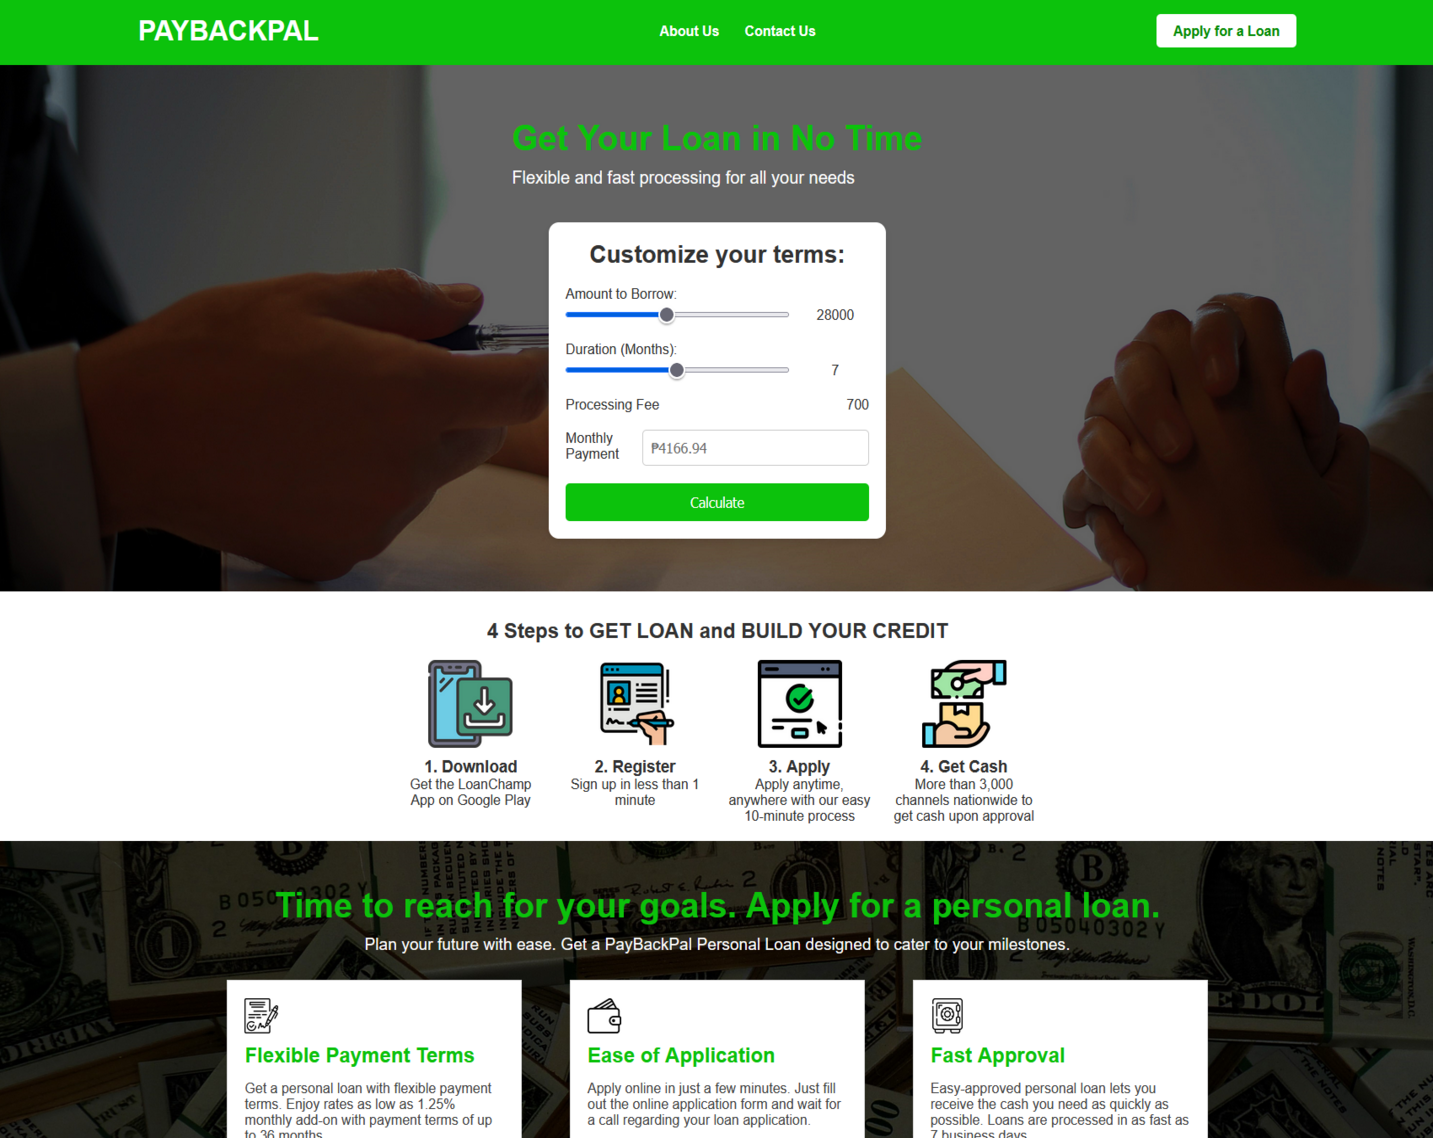 PAYBACKPAL
About Us
Contact Us
Apply for a Loan
Get Your Loan in No Time
Flexible and fast processing for all your needs
Customize your terms:
Amount to Borrow:
28000
Duration (Months):
7
Processing Fee
700
Monthly
Payment
₱4166.94
Calculate
4 Steps to GET LOAN and BUILD YOUR CREDIT
1. Download
Get the LoanChamp
App on Google Play
2. Register
Sign up in less than 1
minute
3. Apply
Apply anytime,
anywhere with our easy
10-minute process
4. Get Cash
More than 3,000
channels nationwide to
get cash upon approval
Time to reach for your goals. Apply for a personal loan.
Plan your future with ease. Get a PayBackPal Personal Loan designed to cater to your milestones.
Flexible Payment Terms
Get a personal loan with flexible payment
terms. Enjoy rates as low as 1.25%
monthly add-on with payment terms of up
to 36 months
Ease of Application
Apply online in just a few minutes. Just fill
out the online application form and wait for
a call regarding your loan application.
Fast Approval
Easy-approved personal loan lets you
receive the cash you need as quickly as
possible. Loans are processed in as fast as
7 business days